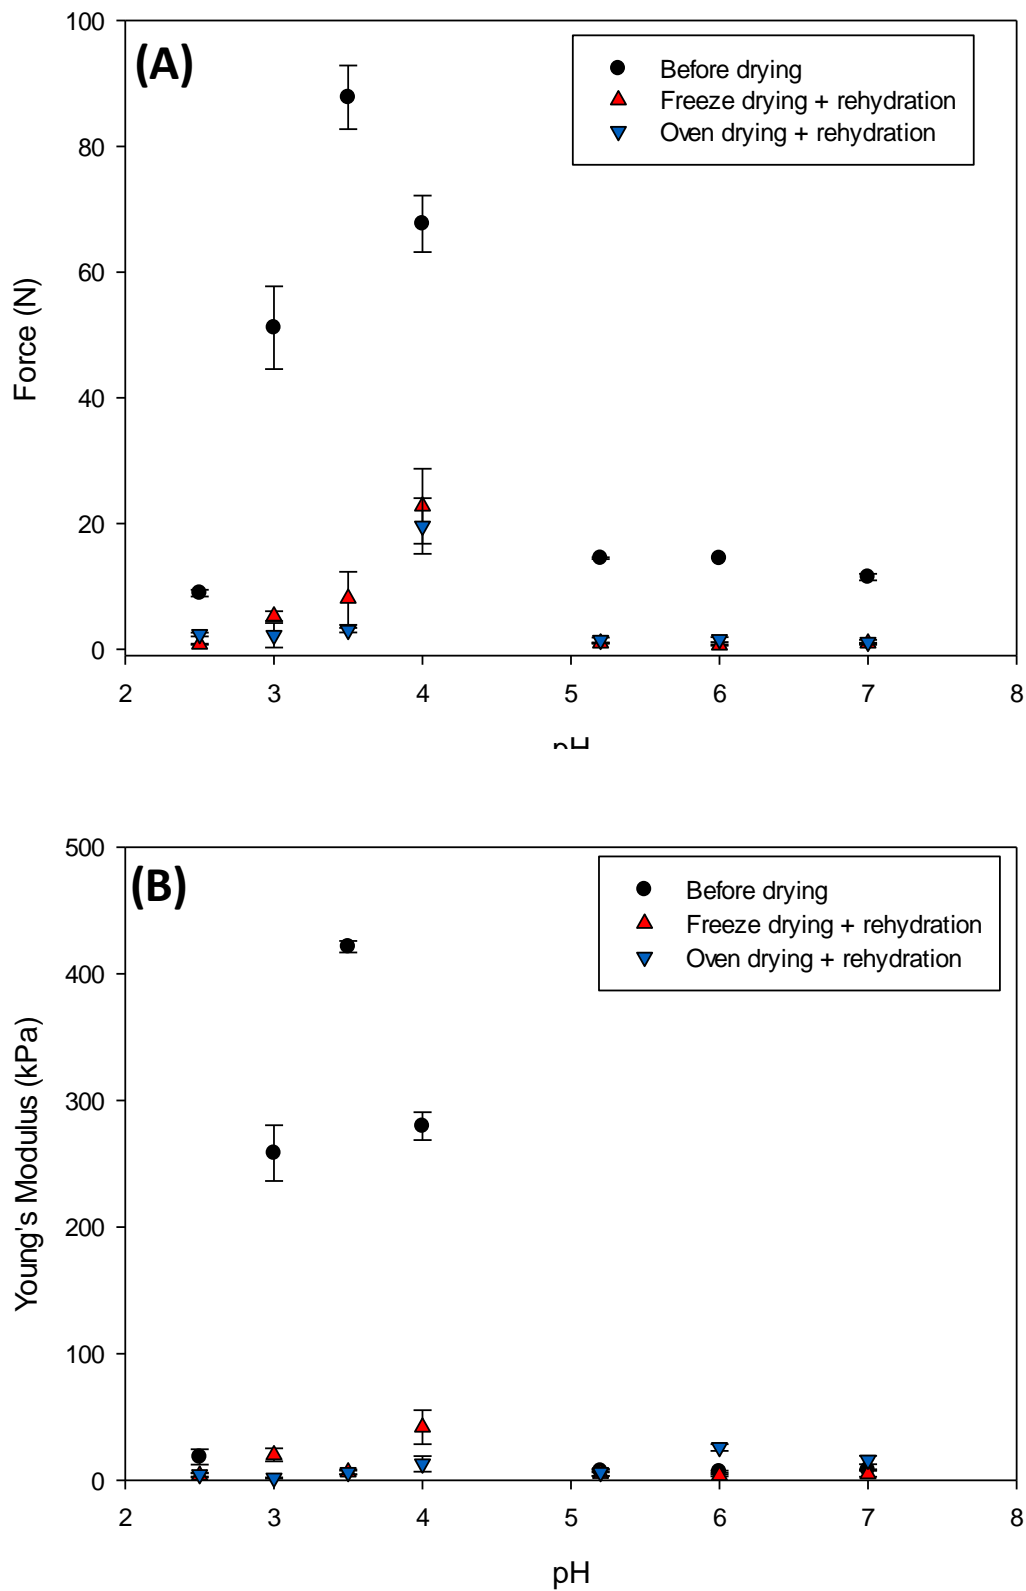 100
(A)
Before drying
Freeze drying + rehydration
Oven drying + rehydration
80
60
Force (N)
40
20
0
2 3 4 5 6 7 8
pH
500
(B)
Before drying
Freeze drying + rehydration
Oven drying + rehydration
400
300
Young's Modulus (kPa)
200
100
0
2 3 4 5 6 7 8
pH